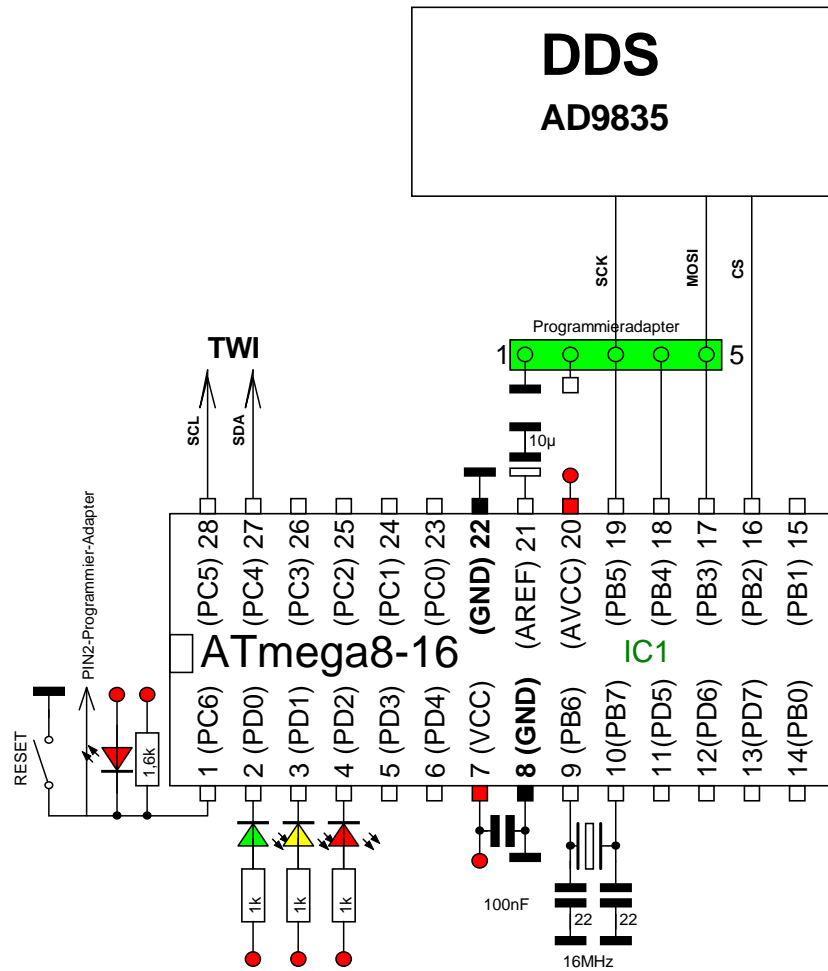 DDS
AD9835
SCK
MOSI
CS
Programmieradapter
1
5
TWI
SCL
SDA
10µ
PIN2-Programmier-Adapter
(PC5) 28
(PC4) 27
(PC3) 26
(PC2) 25
(PC1) 24
(PC0) 23
(GND) 22
(AREF) 21
(AVCC) 20
(PB5) 19
(PB4) 18
(PB3) 17
(PB2) 16
(PB1) 15
ATmega8-16
IC1
1 (PC6)
2 (PD0)
3 (PD1)
4 (PD2)
5 (PD3)
6 (PD4)
7 (VCC)
8 (GND)
9 (PB6)
10(PB7)
11(PD5)
12(PD6)
13(PD7)
14(PB0)
RESET
1,6k
1k
1k
1k
100nF
22
22
16MHz